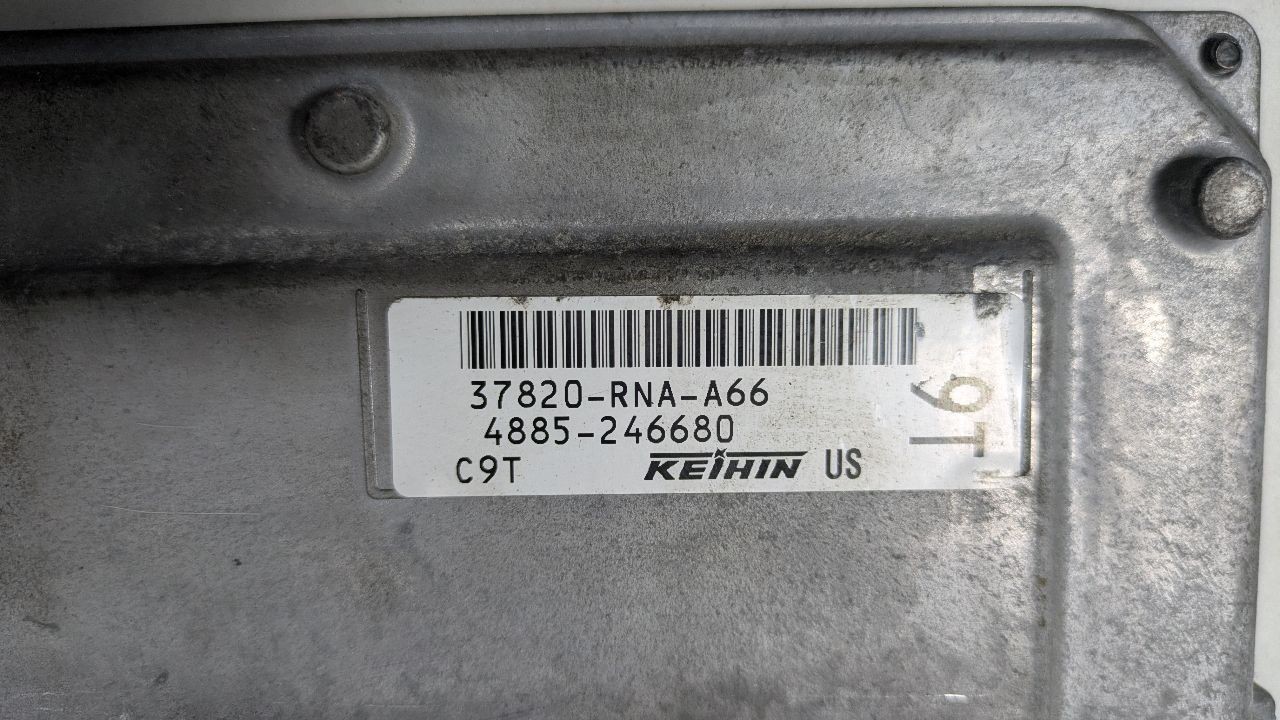 37820-RNA-A66
4885-246680
C9T KEIHIN US
9T